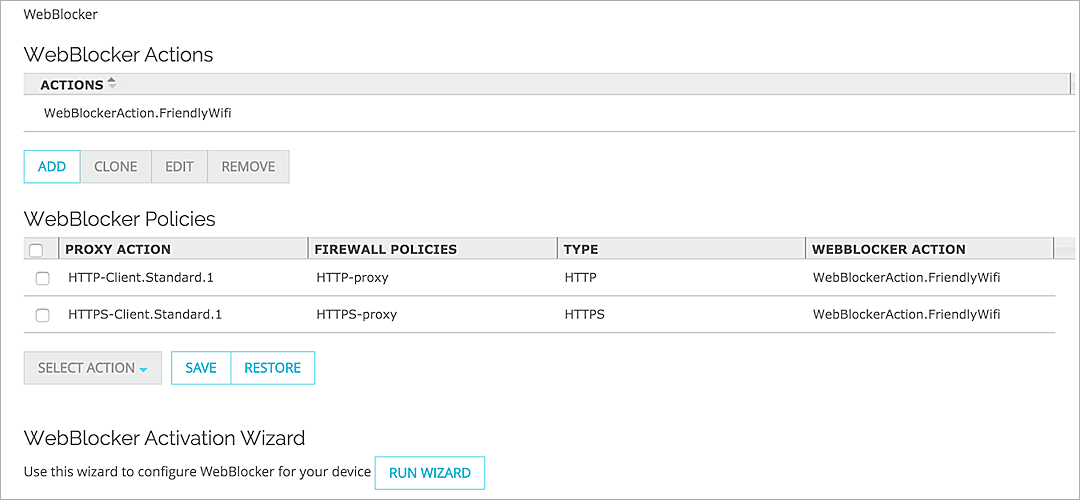 WebBlocker
WebBlocker Actions
ACTIONS
WebBlockerAction.FriendlyWifi
ADD CLONE EDIT REMOVE
WebBlocker Policies
PROXY ACTION FIREWALL POLICIES TYPE WEBBLOCKER ACTION
HTTP-Client.Standard.1 HTTP-proxy HTTP WebBlockerAction.FriendlyWifi
HTTPS-Client.Standard.1 HTTPS-proxy HTTPS WebBlockerAction.FriendlyWifi
SELECT ACTION SAVE RESTORE
WebBlocker Activation Wizard
Use this wizard to configure WebBlocker for your device RUN WIZARD